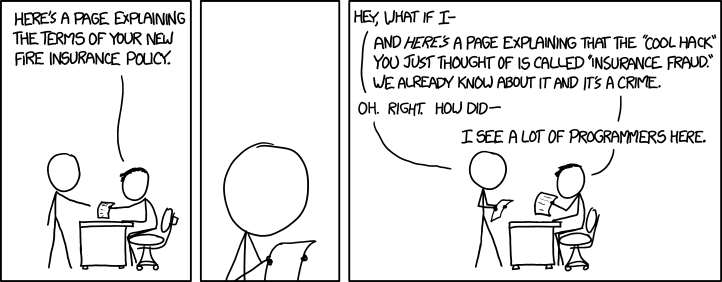 HERE'S A PAGE EXPLAINING
THE TERMS OF YOUR NEW
FIRE INSURANCE POLICY.
HEY, WHAT IF I-
AND HERE'S A PAGE EXPLAINING THAT THE "COOL HACK"
YOU JUST THOUGHT OF IS CALLED "INSURANCE FRAUD."
WE ALREADY KNOW ABOUT IT AND IT'S A CRIME.
OH. RIGHT. HOW DID—
I SEE A LOT OF PROGRAMMERS HERE.